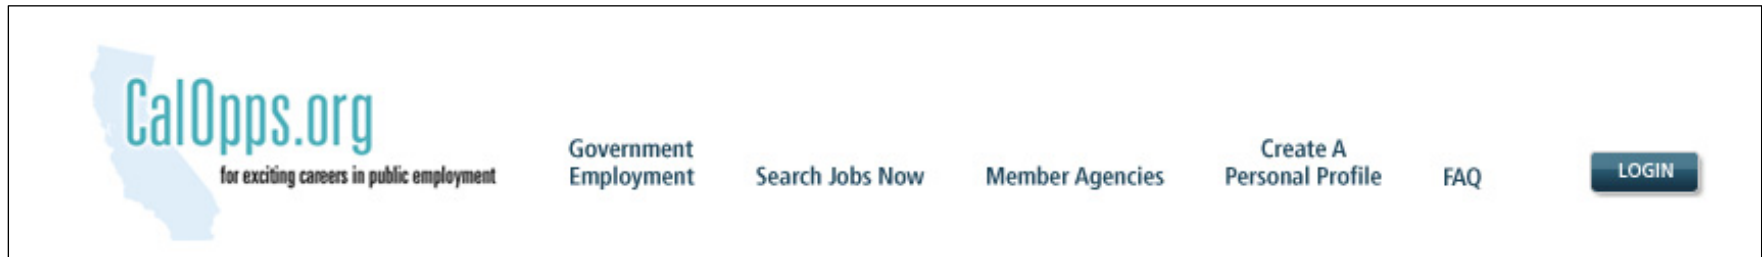 CalOpps.org
for exciting careers in public employment
Government
Employment
Search Jobs Now
Member Agencies
Create A
Personal Profile
FAQ
LOGIN